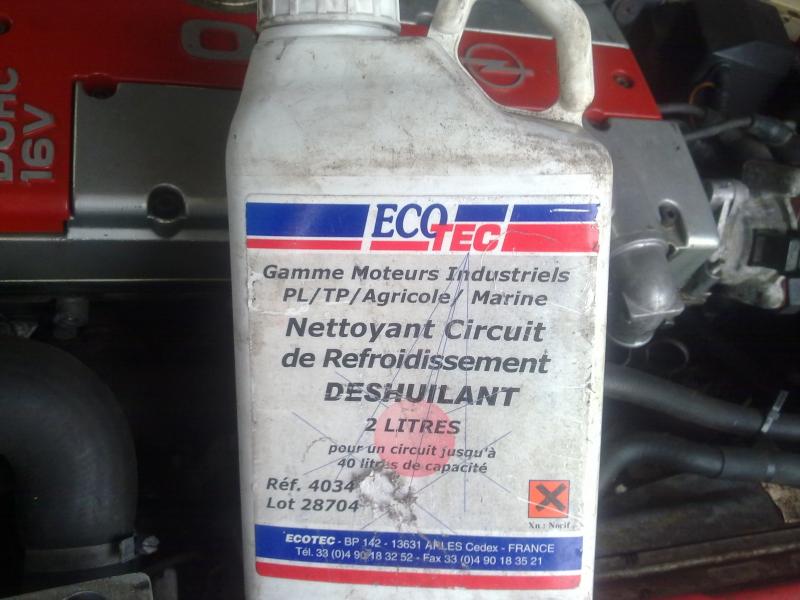 DOHC
16V
ECOTEC
Gamme Moteurs Industriels
PL/TP/Agricole/ Marine
Nettoyant Circuit
de Refroidissement
DESHUILANT
2 LITRES
pour un circuit jusqu'à
40 litres de capacité
Réf. 4034
Lot 28704
Xn : Nocif
ECOTEC - BP 142 - 13631 ARLES Cedex - FRANCE
Tél. 33 (0)4 90 18 32 52 - Fax 33 (0)4 90 18 35 21